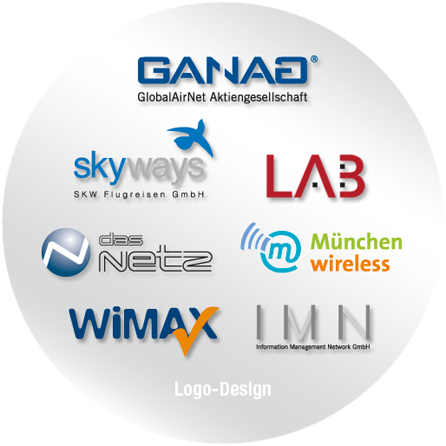 GANAG®
GlobalAirNet Aktiengesellschaft
skyways
SKW Flugreisen GmbH
LAB
N das
Netz
m München
wireless
WiMAX
IMN
Information Management Network GmbH
Logo-Design